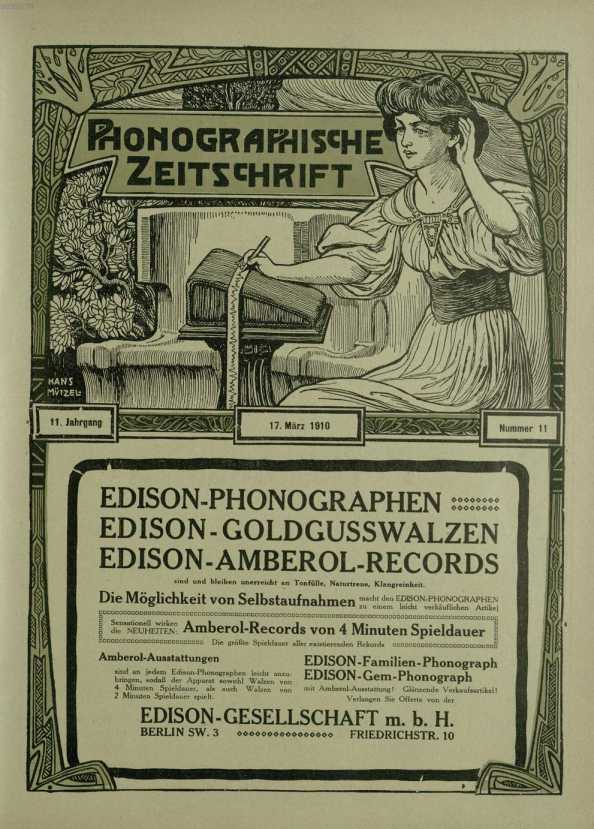 PHONOGRAPHISCHE
ZEITSCHRIFT
HANS
MÜTZEL
11. Jahrgang
17. März 1910
Nummer 11
EDISON-PHONOGRAPHEN
EDISON-GOLDGUSSWALZEN
EDISON-AMBEROL-RECORDS
sind und bleiben unerreicht an Tonfülle, Naturtreue, Klangreinheit.
Die Möglichkeit von Selbstaufnahmen macht den EDISON-PHONOGRAPHEN
zu einem leicht verkäuflichen Artikel
Sensationell wirken
die NEUHEITEN: Amberol-Records von 4 Minuten Spieldauer
Die größte Spieldauer aller existierenden Rekords
Amberol-Ausstattungen
sind an jedem Edison-Phonographen leicht anzu-
bringen, sodaß der Apparat sowohl Walzen von
4 Minuten Spieldauer, als auch Walzen von
2 Minuten Spieldauer spielt.
EDISON-Familien-Phonograph
EDISON-Gem-Phonograph
mit Amberol-Ausstattung! Glänzende Verkaufsartikel!
Verlangen Sie Offerte von der
EDISON-GESELLSCHAFT m. b. H.
BERLIN SW. 3 FRIEDRICHSTR. 10